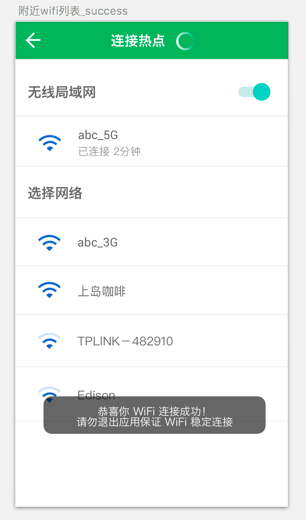 附近wifi列表_success
连接热点
无线局域网
abc_5G
已连接 2分钟
选择网络
abc_3G
上岛咖啡
TPLINK－482910
Edison
恭喜你 WiFi 连接成功！
请勿退出应用保证 WiFi 稳定连接